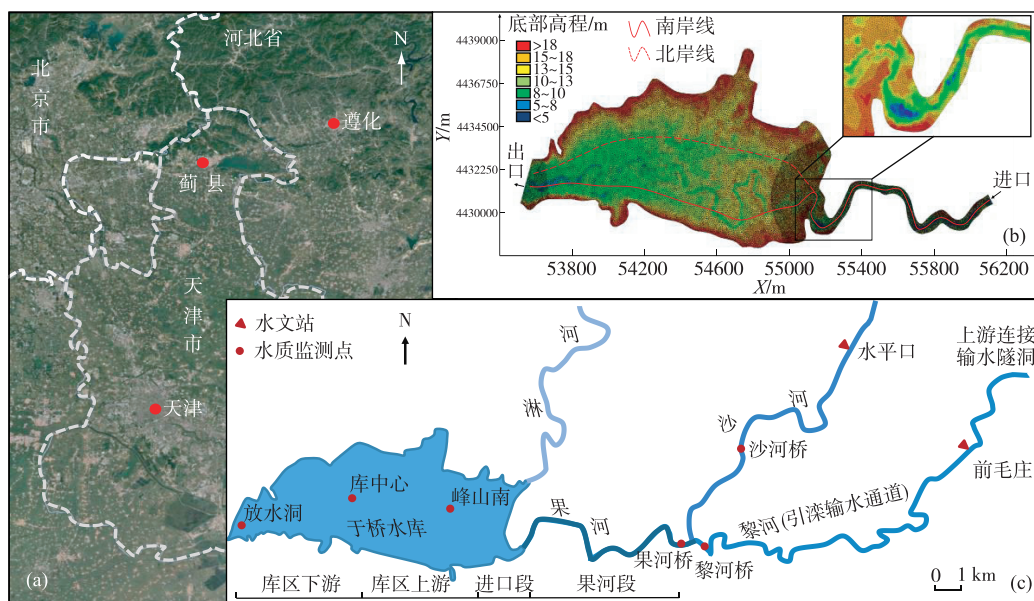 河北省
N
北京市
遵化
蓟县
天津市
天津
(a)
底部高程/m
>18
15~18
13~15
10~13
8~10
5~8
<5
南岸线
北岸线
4439000
4436750
4434500
4432250
4430000
Y/m
出口
进口
(b)
53800 54200 54600 55000 55400 55800 56200
X/m
水文站
水质监测点
N
淋河
沙河
水平口
上游连接
输水隧洞
沙河桥
前毛庄
库中心
峰山南
放水洞
于桥水库
果河
黎河(引滦输水通道)
果河桥
黎河桥
库区下游
库区上游
进口段
果河段
0 1 km
(c)